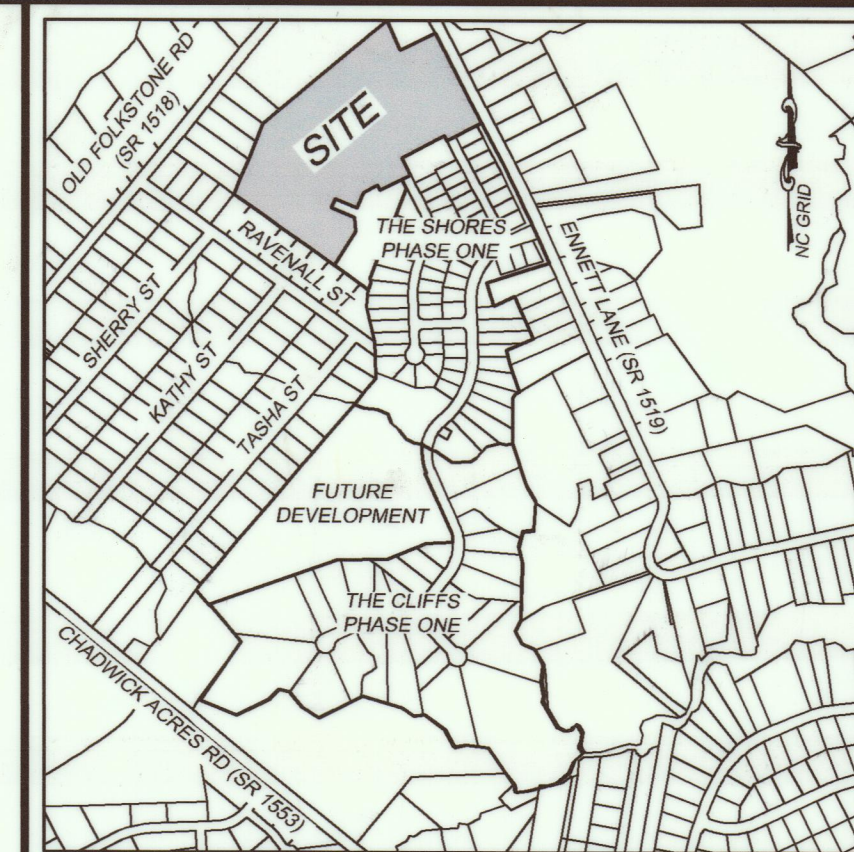 OLD FOLKSTONE RD
(SR 1518)
SITE
NC GRID
THE SHORES
PHASE ONE
RAVENALL ST
ENNETT LANE (SR 1519)
SHERRY ST
KATHY ST
TASHA ST
FUTURE
DEVELOPMENT
THE CLIFFS
PHASE ONE
CHADWICK ACRES RD (SR 1553)